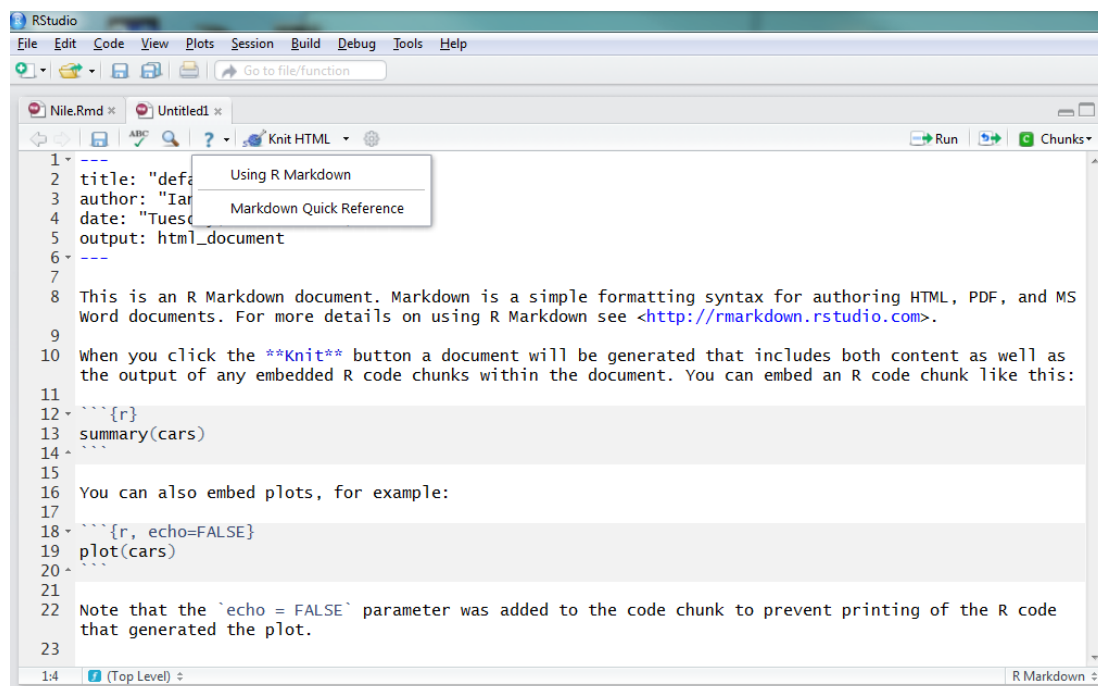 RStudio
File Edit Code View Plots Session Build Debug Tools Help
Go to file/function
Nile.Rmd × Untitled1 ×
ABC ? Knit HTML Run C Chunks
1 ---
Using R Markdown
2 title: "defa
3 author: "Ian
Markdown Quick Reference
4 date: "Tuesd
5 output: html_document
6 ---
7
8 This is an R Markdown document. Markdown is a simple formatting syntax for authoring HTML, PDF, and MS
Word documents. For more details on using R Markdown see <http://rmarkdown.rstudio.com>.
9
10 When you click the **Knit** button a document will be generated that includes both content as well as
the output of any embedded R code chunks within the document. You can embed an R code chunk like this:
11
12 ```{r}
13 summary(cars)
14 ```
15
16 You can also embed plots, for example:
17
18 ```{r, echo=FALSE}
19 plot(cars)
20 ```
21
22 Note that the `echo = FALSE` parameter was added to the code chunk to prevent printing of the R code
that generated the plot.
23
1:4 (Top Level) R Markdown